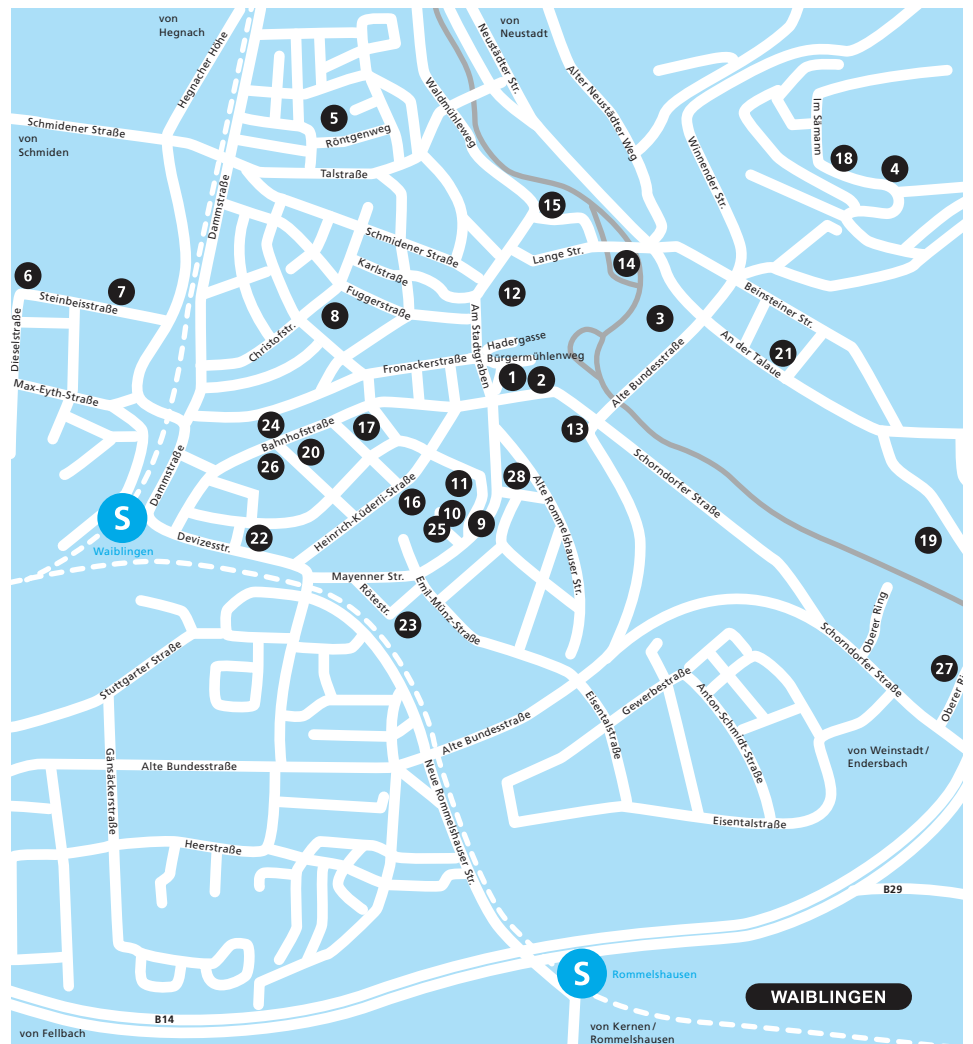 von
Hegnach
von
Neustadt
Hegnacher Höhe
Neustädter Str.
Waldmühleweg
Alter Neustädter Weg
5
Schmidener Straße
Röntgenweg
Im Sämann
von
Schmiden
Winnender Str.
18
4
Talstraße
Dammstraße
15
Schmidener Straße
Lange Str.
14
6
Karlstraße
7
Steinbeisstraße
12
Fuggerstraße
Beinsteiner Str.
8
3
Dieselstraße
Christofstr.
Am Stadtgraben
Hadergasse
An der Talaue
21
Fronackerstraße
Bürgermühlenweg
Max-Eyth-Straße
1
2
Alte Bundesstraße
24
Bahnhofstraße
17
13
20
26
Dammstraße
11
28
Schorndorfer Straße
16
Alte Rommelshauser Str.
Heinrich-Küderli-Straße
10
S
25
9
22
19
Waiblingen
Devizesstr.
Mayenner Str.
Rötestr.
Emil-Münz-Straße
Oberer Ring
23
Schorndorfer Straße
Stuttgarter Straße
27
Oberer Ri
Gewerbestraße
Eisentalstraße
Anton-Schmidt-Straße
Alte Bundesstraße
von Weinstadt/
Endersbach
Gänsäckerstraße
Alte Bundesstraße
Neue Rommelshauser Str.
Eisentalstraße
Heerstraße
B29
S
Rommelshausen
WAIBLINGEN
B14
von Fellbach
von Kernen/
Rommelshausen